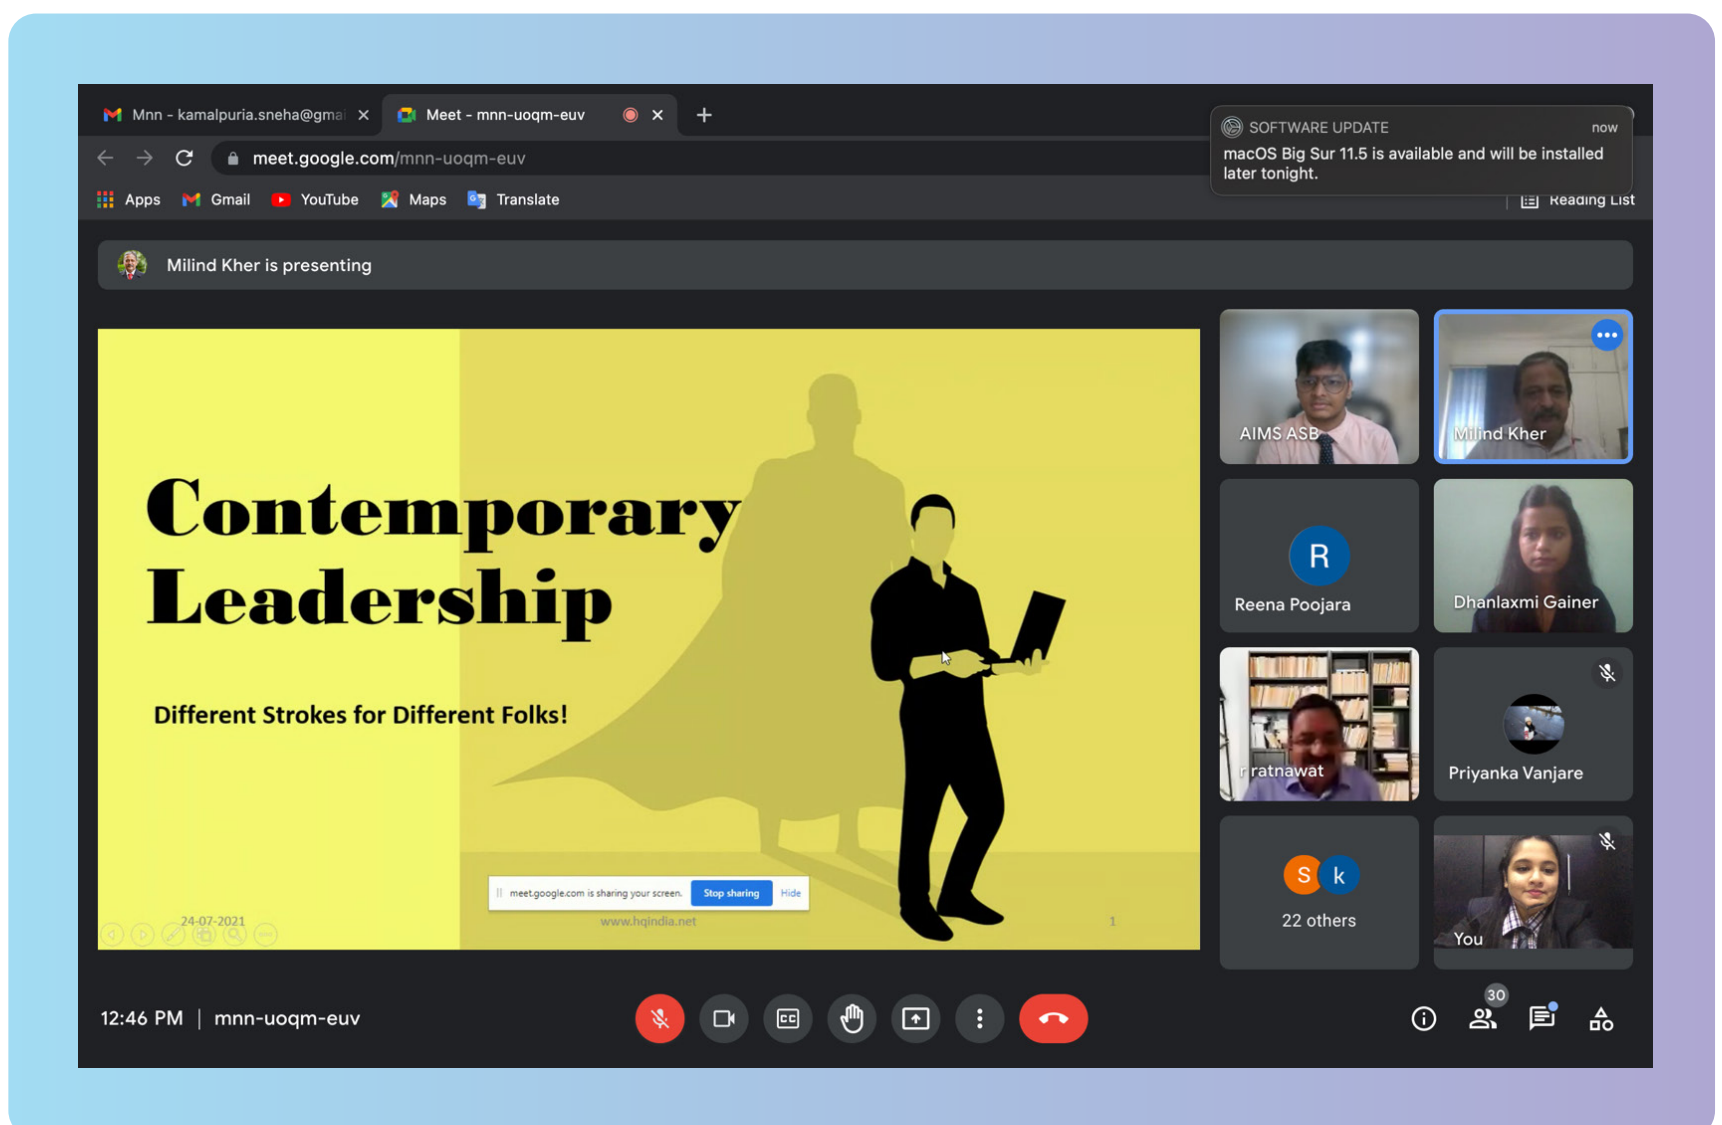 Mnn - kamalpuria.sneha@gmai
Meet - mnn-uoqm-euv
SOFTWARE UPDATE
now
macOS Big Sur 11.5 is available and will be installed
later tonight.
meet.google.com/mnn-uoqm-euv
Apps
Gmail
YouTube
Maps
Translate
Reading List
Milind Kher is presenting
Contemporary
Leadership
Different Strokes for Different Folks!
meet.google.com is sharing your screen.
Stop sharing
Hide
24-07-2021
www.hqindia.net
1
AIMS ASB
Milind Kher
R
Reena Poojara
Dhanlaxmi Gainer
r ratnawat
Priyanka Vanjare
S
k
22 others
You
12:46 PM | mnn-uoqm-euv
CC
30